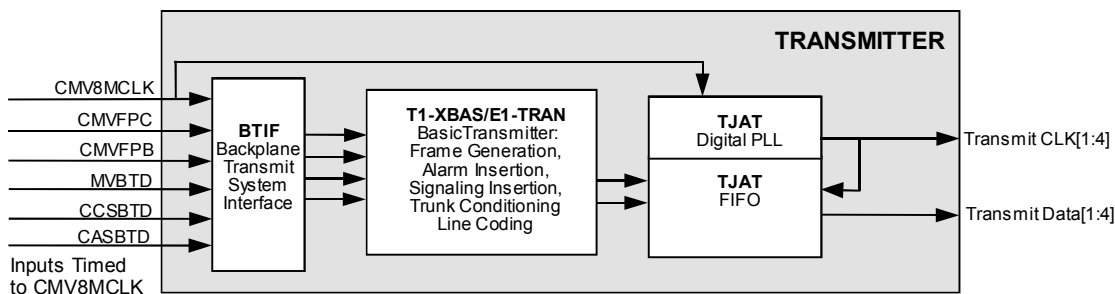 TRANSMITTER
CMV8MCLK
CMVFPC
CMVFPB
MVBTD
CCSBTD
CASBTD
Inputs Timed
to CMV8MCLK
BTIF
Backplane
Transmit
System
Interface
T1-XBAS/E1-TRAN
BasicTransmitter:
Frame Generation,
Alarm Insertion,
Signaling Insertion,
Trunk Conditioning
Line Coding
TJAT
Digital PLL
TJAT
FIFO
Transmit CLK[1:4]
Transmit Data[1:4]